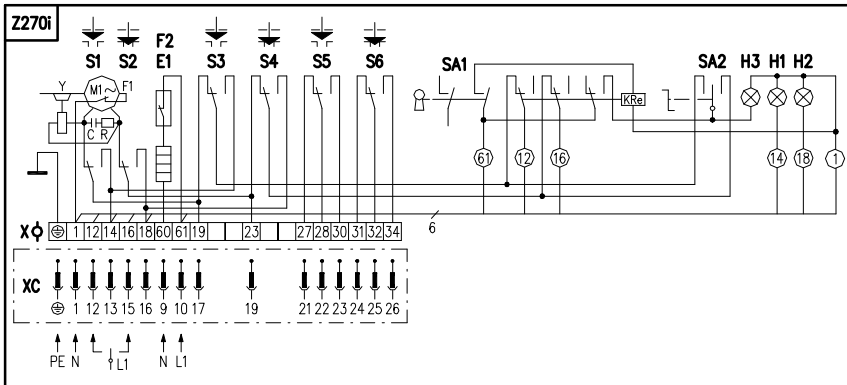 Z270i
F2
S1 S2 E1 S3 S4 S5 S6 SA1 SA2 H3 H1 H2
Y M1 F1
KRe
C R
61 12 16 14 18 1
6
X 1 12 14 16 18 60 61 19 23 27 28 30 31 32 34
XC
1 12 13 15 16 9 10 17 19 21 22 23 24 25 26
PE N L1 N L1